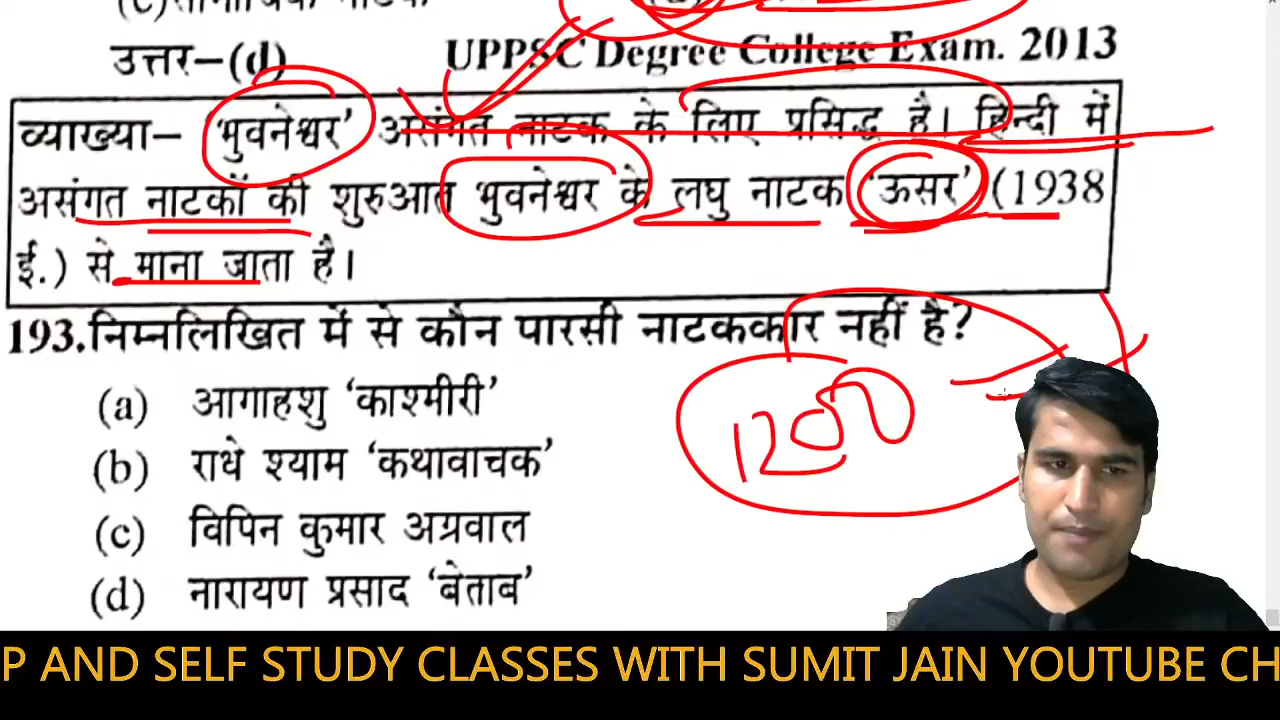 (c)सामाजिक नाटक
उत्तर–(d) UPPSC Degree College Exam. 2013
व्याख्या– 'भुवनेश्वर' असंगत नाटक के लिए प्रसिद्ध है। हिन्दी में
असंगत नाटकों की शुरुआत भुवनेश्वर के लघु नाटक 'ऊसर' (1938
ई.) से माना जाता है।
193.निम्नलिखित में से कौन पारसी नाटककार नहीं है?
(a) आगाहशु 'काश्मीरी'
(b) राधे श्याम 'कथावाचक'
(c) विपिन कुमार अग्रवाल
(d) नारायण प्रसाद 'बेताब'
1200
P AND SELF STUDY CLASSES WITH SUMIT JAIN YOUTUBE CH